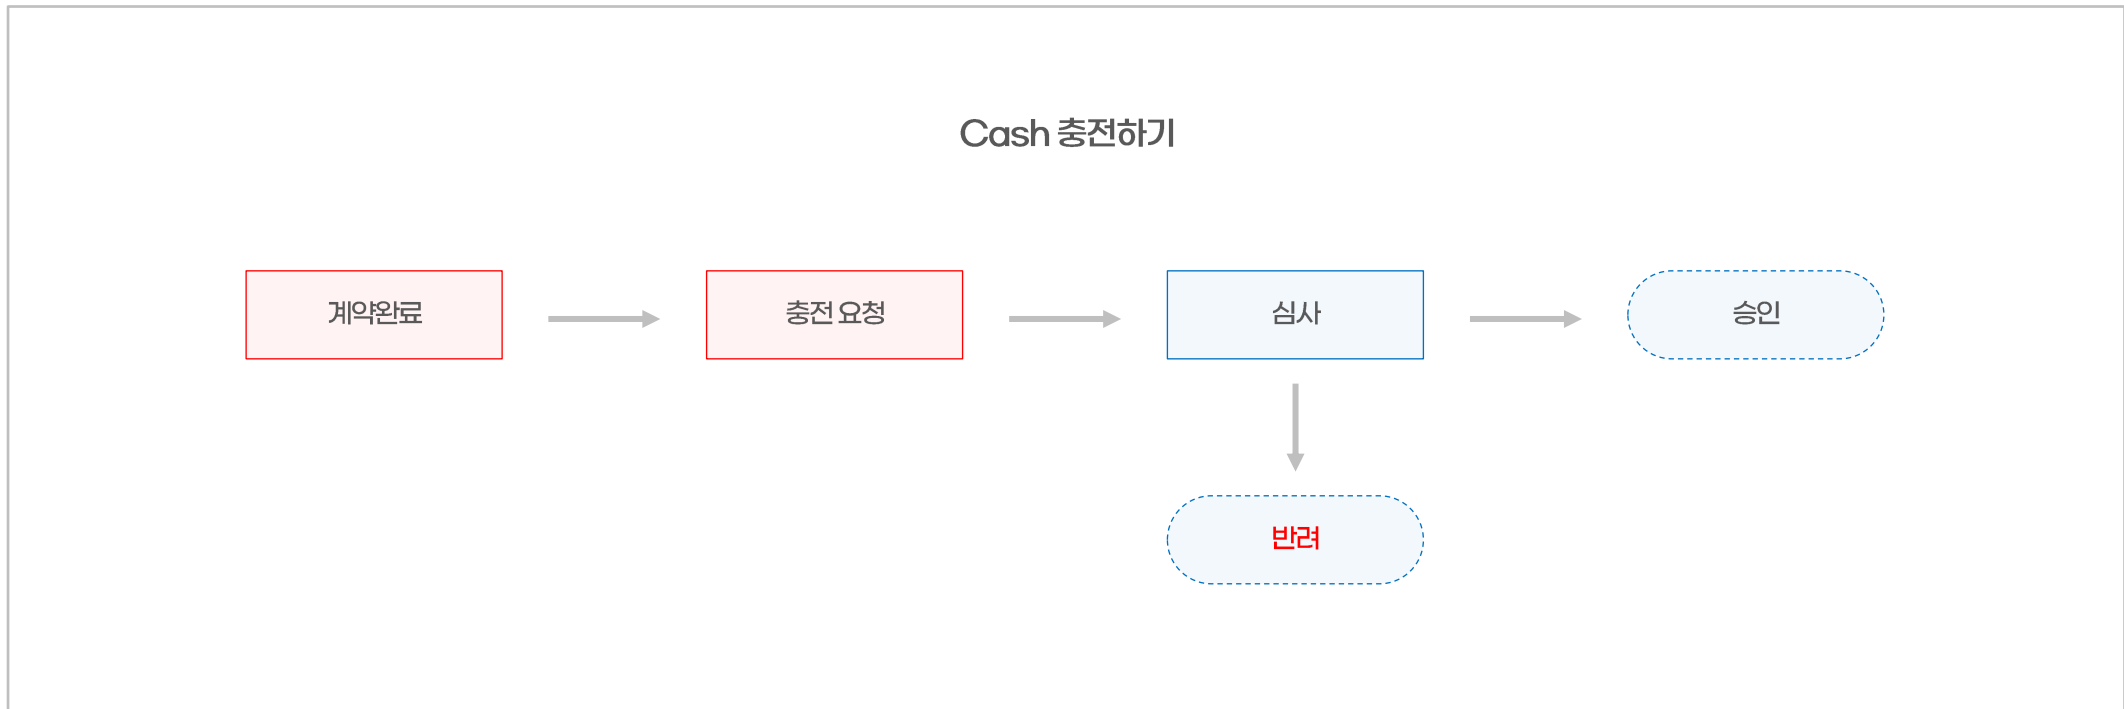 Cash 충전하기
계약완료
충전 요청
심사
승인
반려